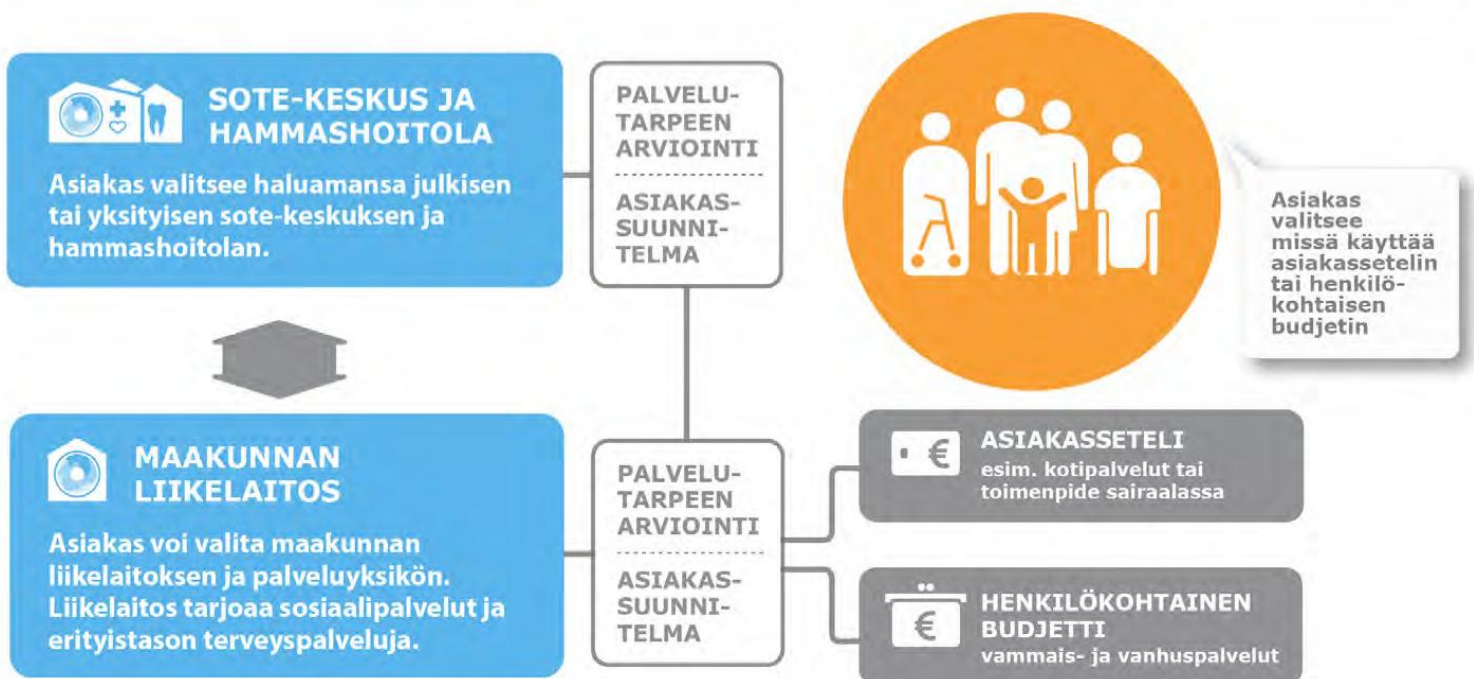 SOTE-KESKUS JA
HAMMASHOITOLA
Asiakas valitsee haluamansa julkisen
tai yksityisen sote-keskuksen ja
hammashoitolan.
PALVELU-
TARPEEN
ARVIOINTI
ASIAKAS-
SUUNNI-
TELMA
Asiakas
valitsee
missä käyttää
asiakassetelin
tai henkilö-
kohtaisen
budjetin
MAAKUNNAN
LIIKELAITOS
Asiakas voi valita maakunnan
liikelaitoksen ja palveluyksikön.
Liikelaitos tarjoaa sosiaalipalvelut ja
erityistason terveyspalveluja.
PALVELU-
TARPEEN
ARVIOINTI
ASIAKAS-
SUUNNI-
TELMA
€
ASIAKASSETELI
esim. kotipalvelut tai
toimenpide sairaalassa
€
HENKILÖKOHTAINEN
BUDJETTI
vammais- ja vanhuspalvelut